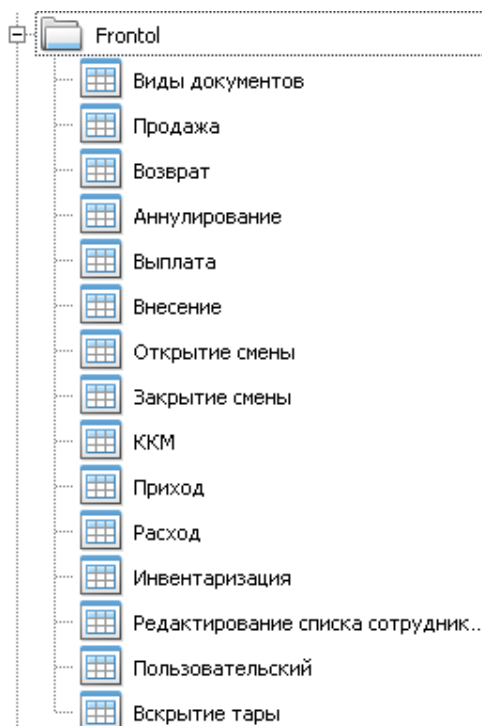 Frontol
Виды документов
Продажа
Возврат
Аннулирование
Выплата
Внесение
Открытие смены
Закрытие смены
ККМ
Приход
Расход
Инвентаризация
Редактирование списка сотрудник...
Пользовательский
Вскрытие тары